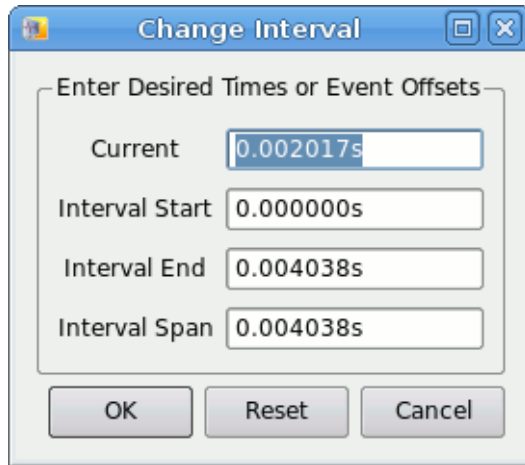 Change Interval
Enter Desired Times or Event Offsets
Current 0.002017s
Interval Start 0.000000s
Interval End 0.004038s
Interval Span 0.004038s
OK Reset Cancel